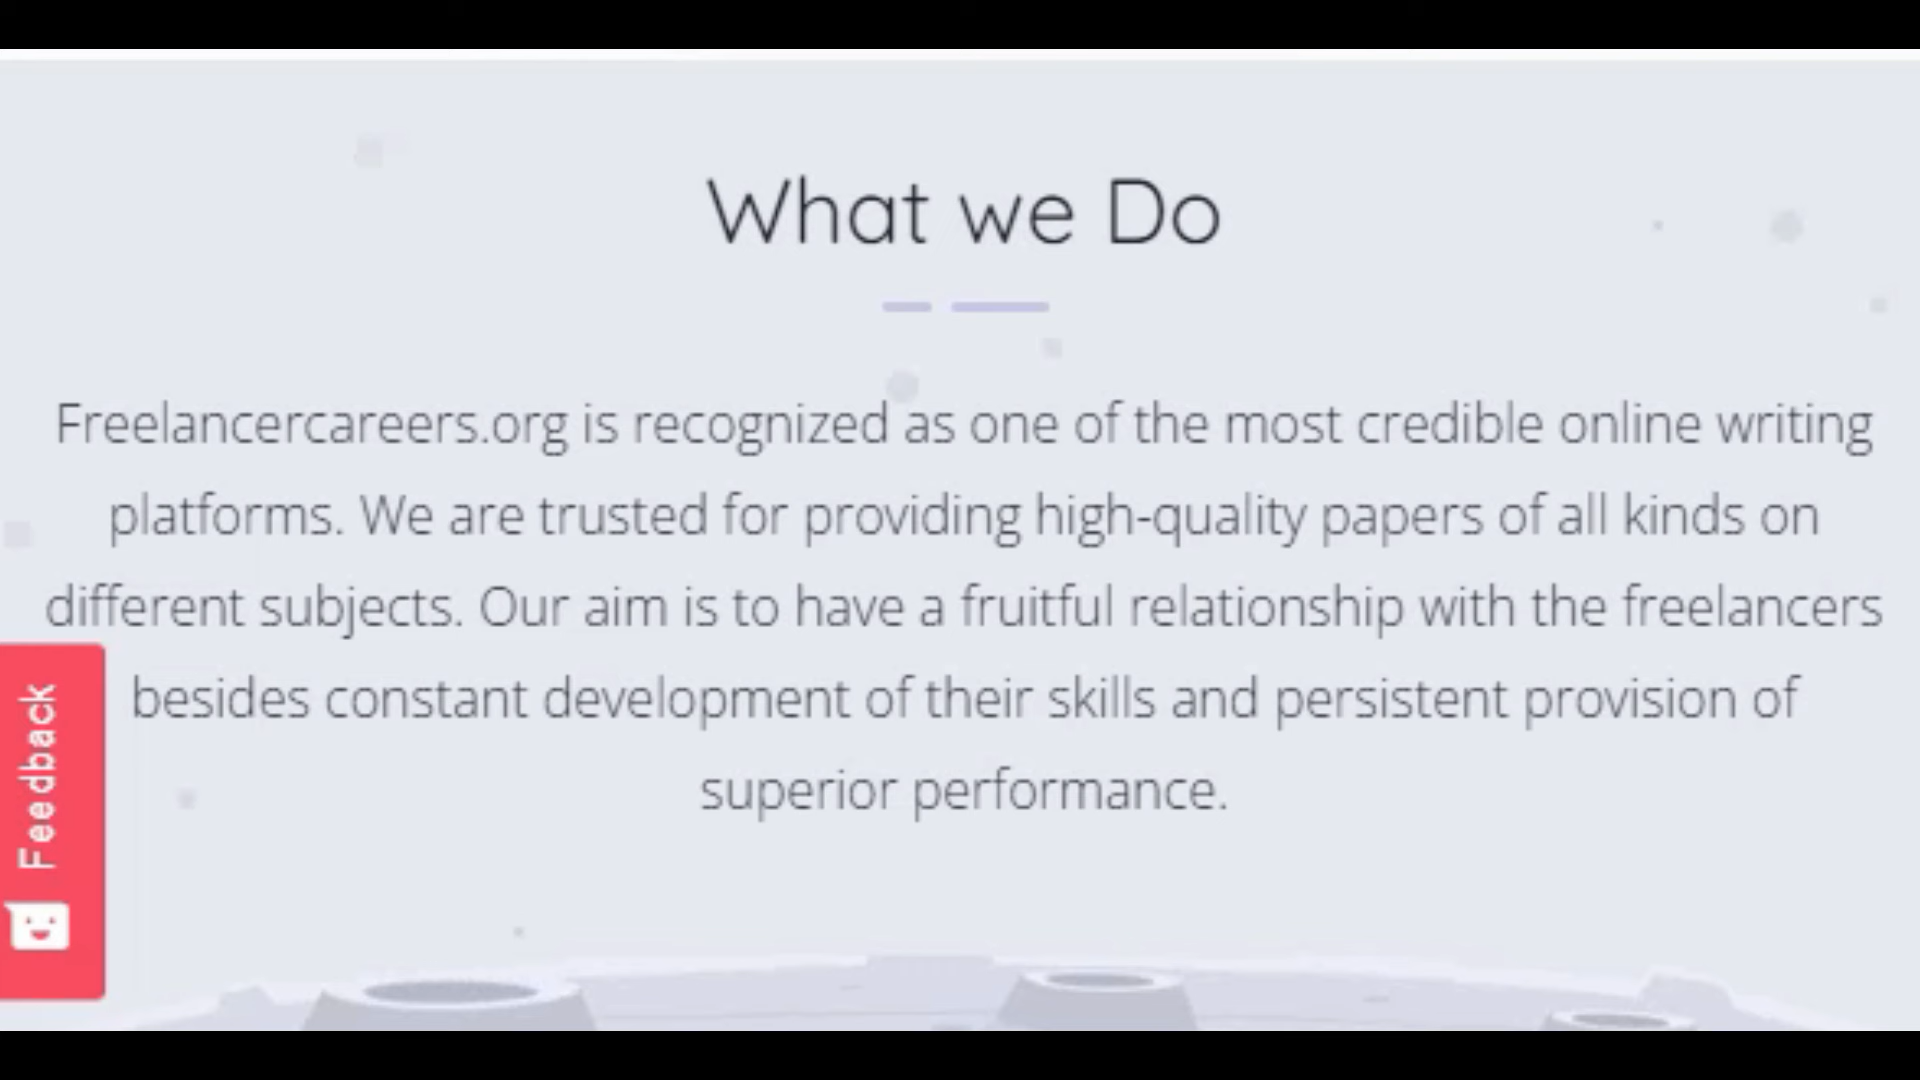 What we Do
Freelancercareers.org is recognized as one of the most credible online writing
platforms. We are trusted for providing high-quality papers of all kinds on
different subjects. Our aim is to have a fruitful relationship with the freelancers
besides constant development of their skills and persistent provision of
superior performance.
Feedback